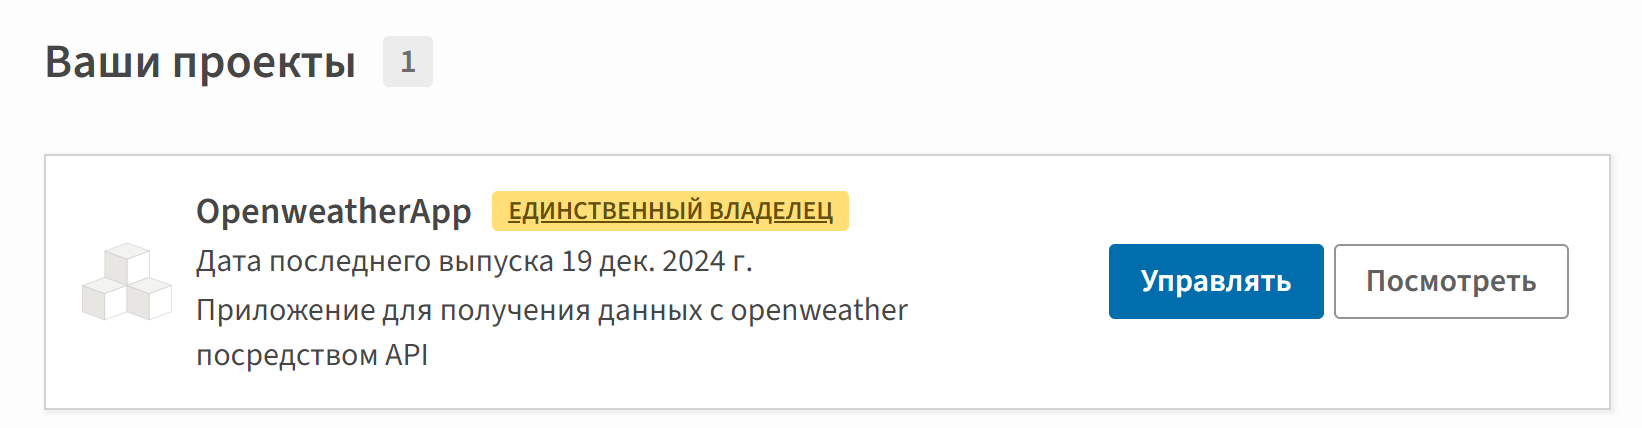 Ваши проекты 1
OpenweatherApp ЕДИНСТВЕННЫЙ ВЛАДЕЛЕЦ
Дата последнего выпуска 19 дек. 2024 г.
Приложение для получения данных с openweather
посредством API
Управлять Посмотреть